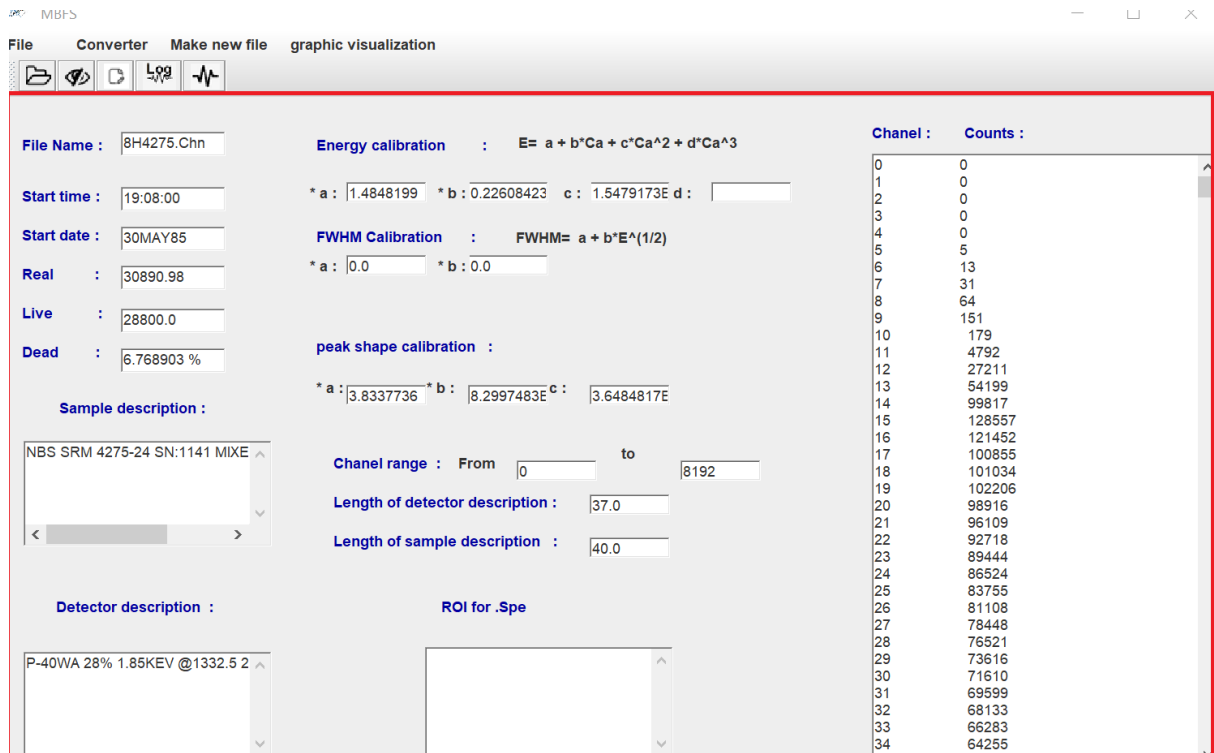 MBFS
File Converter Make new file graphic visualization
Log
File Name : 8H4275.Chn
Start time : 19:08:00
Start date : 30MAY85
Real : 30890.98
Live : 28800.0
Dead : 6.768903 %
Sample description :
NBS SRM 4275-24 SN:1141 MIXE
Detector description :
P-40WA 28% 1.85KEV @1332.5 2
Energy calibration : E= a + b*Ca + c*Ca^2 + d*Ca^3
* a : 1.4848199 * b : 0.22608423 c : 1.5479173E d :
FWHM Calibration : FWHM= a + b*E^(1/2)
* a : 0.0 * b : 0.0
peak shape calibration :
* a : 3.8337736 * b : 8.2997483E c : 3.6484817E
Chanel range : From 0 to 8192
Length of detector description : 37.0
Length of sample description : 40.0
ROI for .Spe
Chanel : Counts :
0 0
1 0
2 0
3 0
4 0
5 5
6 13
7 31
8 64
9 151
10 179
11 4792
12 27211
13 54199
14 99817
15 128557
16 121452
17 100855
18 101034
19 102206
20 98916
21 96109
22 92718
23 89444
24 86524
25 83755
26 81108
27 78448
28 76521
29 73616
30 71610
31 69599
32 68133
33 66283
34 64255